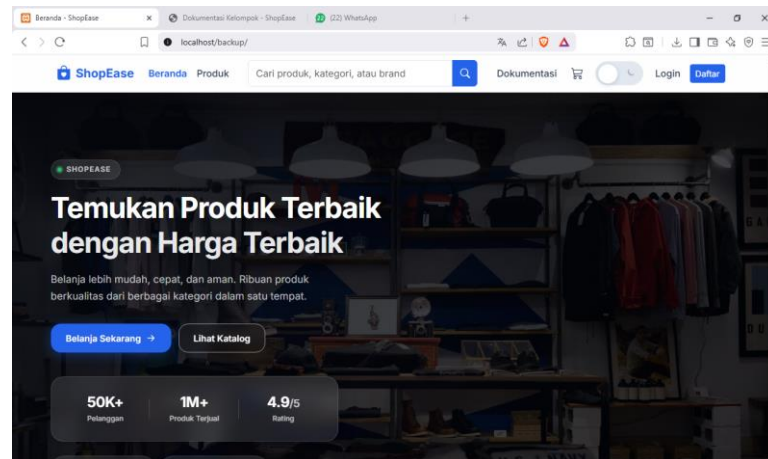 Beranda - ShopEase
Dokumentasi Kelompok - ShopEase
(22) WhatsApp
localhost/backup/
ShopEase
Beranda
Produk
Cari produk, kategori, atau brand
Dokumentasi
Login
Daftar
SHOPEASE
Temukan Produk Terbaik
dengan Harga Terbaik
Belanja lebih mudah, cepat, dan aman. Ribuan produk
berkualitas dari berbagai kategori dalam satu tempat.
Belanja Sekarang →
Lihat Katalog
50K+
Pelanggan
1M+
Produk Terjual
4.9/5
Rating